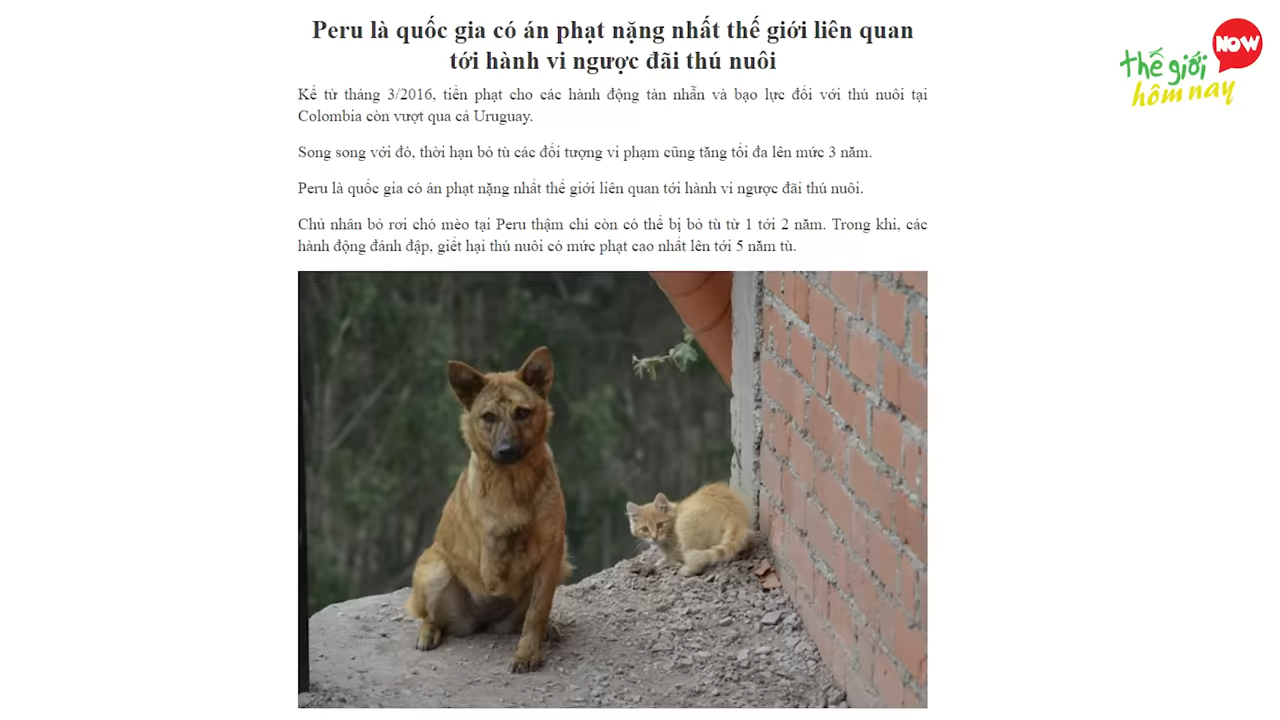 Peru là quốc gia có án phạt nặng nhất thế giới liên quan
tới hành vi ngược đãi thú nuôi
Kể từ tháng 3/2016, tiền phạt cho các hành động tàn nhẫn và bạo lực đối với thú nuôi tại
Colombia còn vượt qua cả Uruguay.
Song song với đó, thời hạn bỏ tù các đối tượng vi phạm cũng tăng tối đa lên mức 3 năm.
Peru là quốc gia có án phạt nặng nhất thế giới liên quan tới hành vi ngược đãi thú nuôi.
Chủ nhân bỏ rơi chó mèo tại Peru thậm chí còn có thể bị bỏ tù từ 1 tới 2 năm. Trong khi, các
hành động đánh đập, giết hại thú nuôi có mức phạt cao nhất lên tới 5 năm tù.
thế giới
hôm nay
NOW